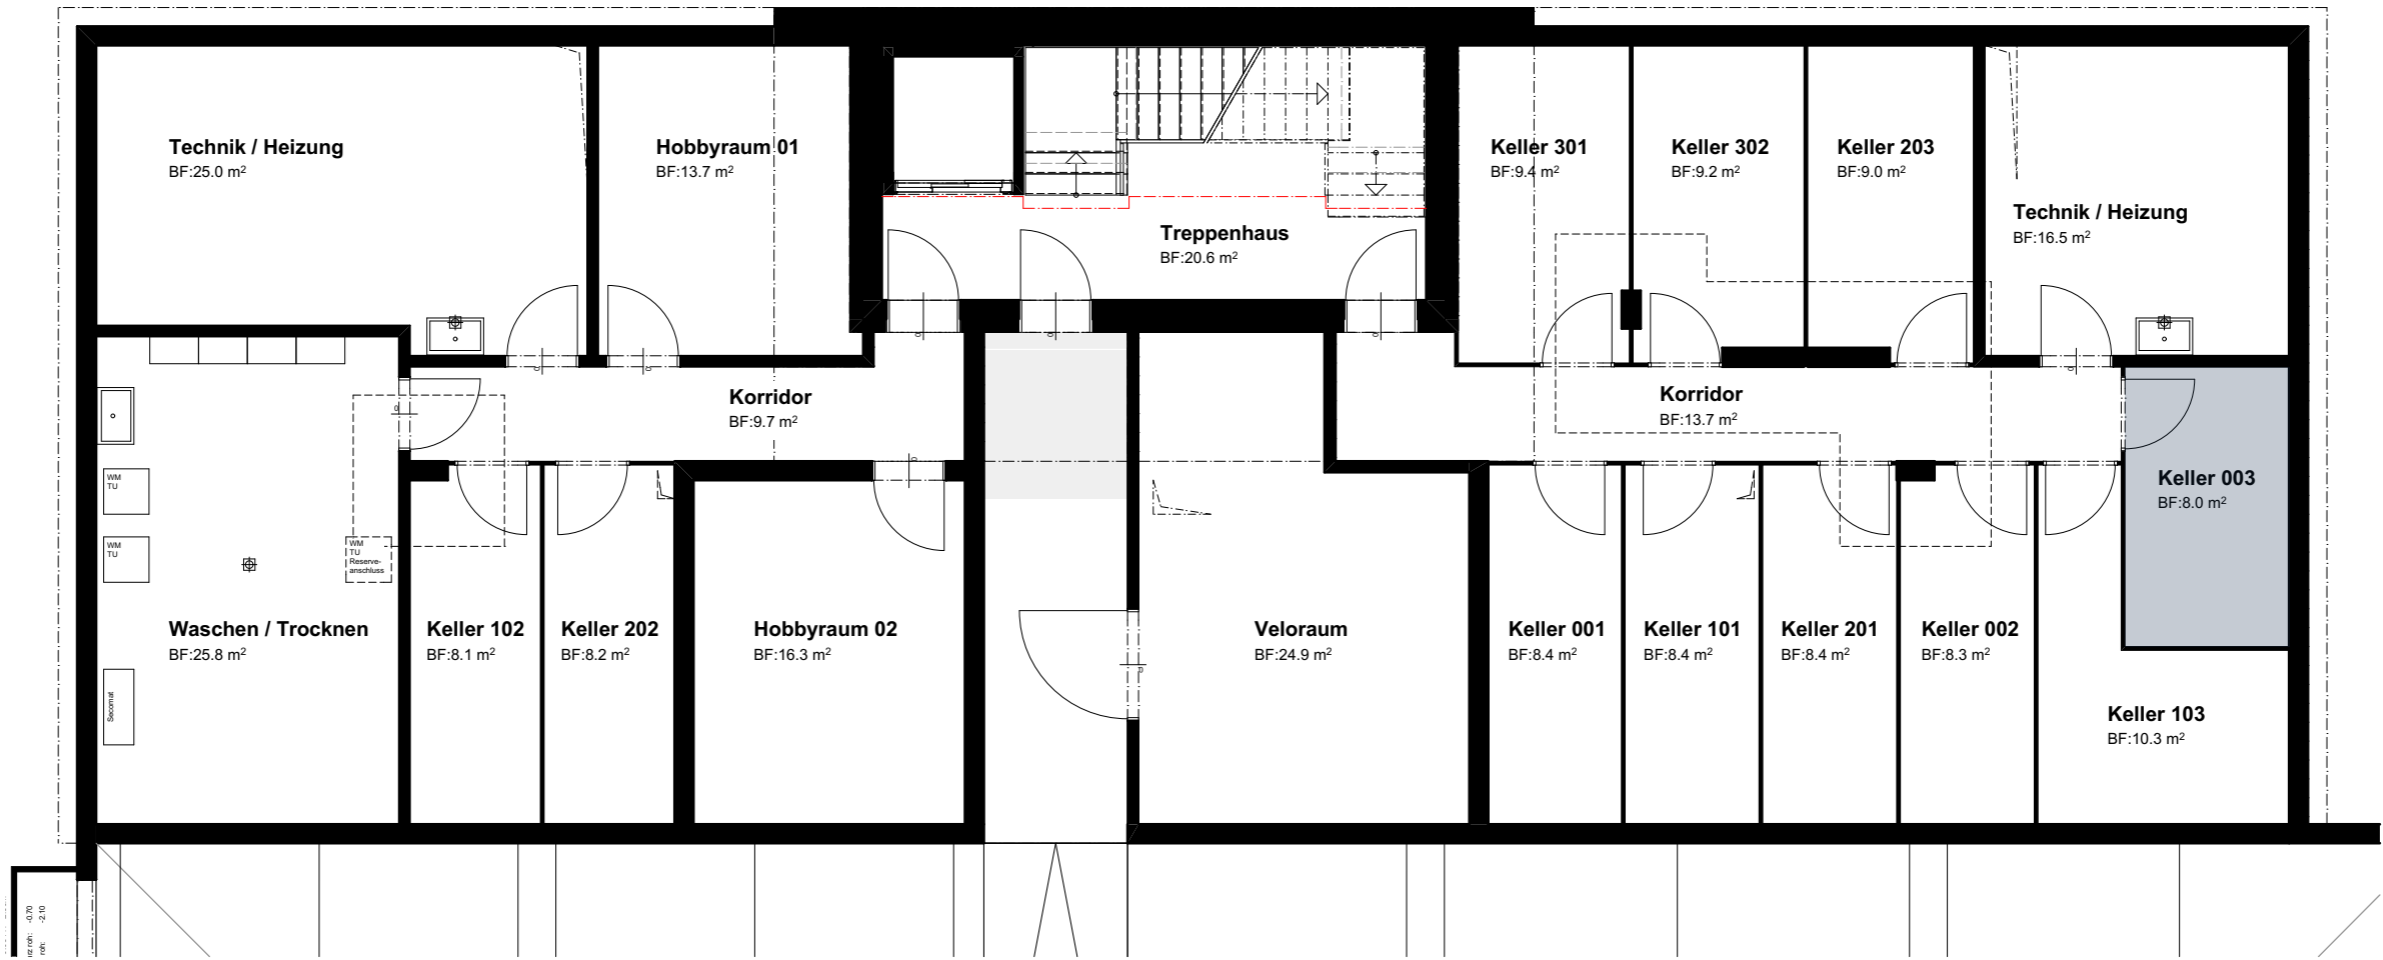 Technik / Heizung
BF:25.0 m²
Hobbyraum 01
BF:13.7 m²
Treppenhaus
BF:20.6 m²
Keller 301
BF:9.4 m²
Keller 302
BF:9.2 m²
Keller 203
BF:9.0 m²
Technik / Heizung
BF:16.5 m²
Korridor
BF:9.7 m²
Korridor
BF:13.7 m²
Keller 003
BF:8.0 m²
WM
TU
WM
TU
WM
TU
Reserve-
anschluss
Waschen / Trocknen
BF:25.8 m²
Keller 102
BF:8.1 m²
Keller 202
BF:8.2 m²
Hobbyraum 02
BF:16.3 m²
Veloraum
BF:24.9 m²
Keller 001
BF:8.4 m²
Keller 101
BF:8.4 m²
Keller 201
BF:8.4 m²
Keller 002
BF:8.3 m²
Keller 103
BF:10.3 m²
Secomat
roh: -0.70
roh: -2.10